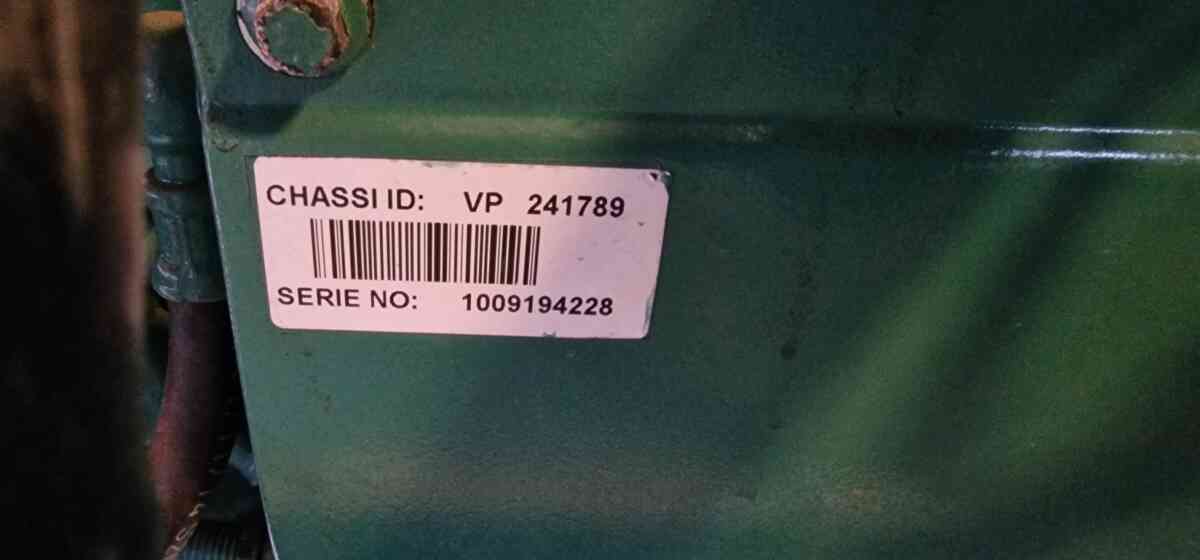 CHASSI ID: VP 241789
SERIE NO: 1009194228